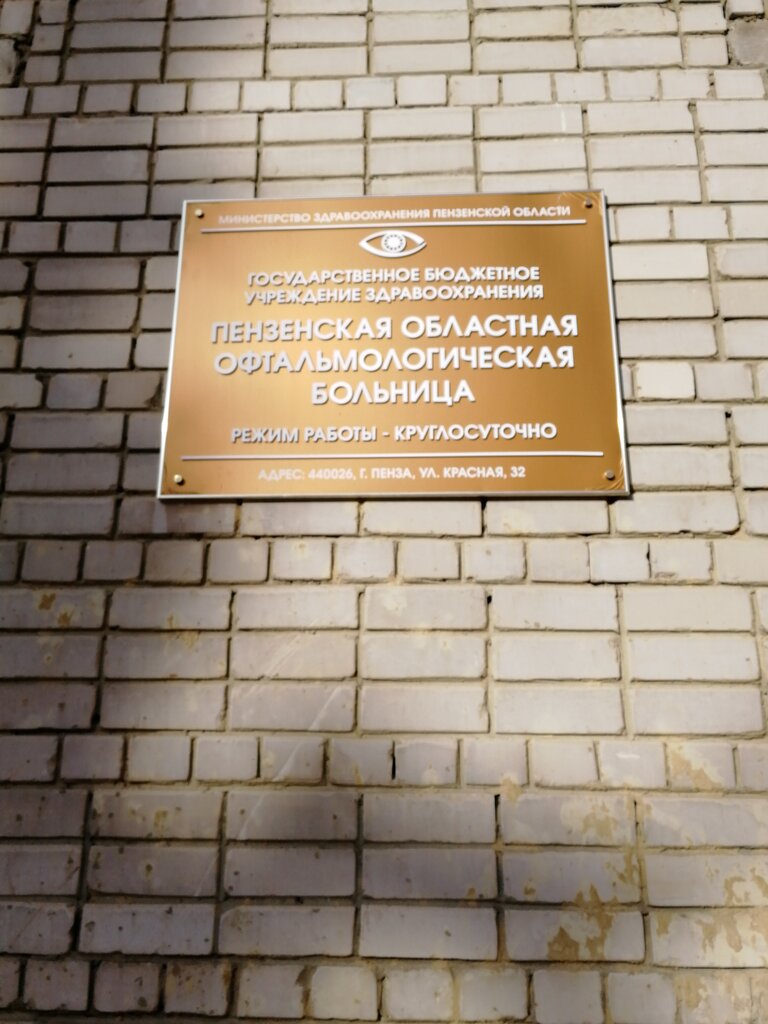 МИНИСТЕРСТВО ЗДРАВООХРАНЕНИЯ ПЕНЗЕНСКОЙ ОБЛАСТИ
ГОСУДАРСТВЕННОЕ БЮДЖЕТНОЕ
УЧРЕЖДЕНИЕ ЗДРАВООХРАНЕНИЯ
ПЕНЗЕНСКАЯ ОБЛАСТНАЯ
ОФТАЛЬМОЛОГИЧЕСКАЯ
БОЛЬНИЦА
РЕЖИМ РАБОТЫ - КРУГЛОСУТОЧНО
АДРЕС: 440026, Г. ПЕНЗА, УЛ. КРАСНАЯ, 32